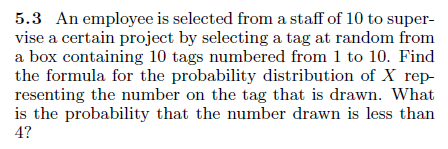 5.3 An employee is selected from a staff of 10 to super-
vise a certain project by selecting a tag at random from
a box containing 10 tags numbered from 1 to 10. Find
the formula for the probability distribution of X rep-
resenting the number on the tag that is drawn. What
is the probability that the number drawn is less than
4?